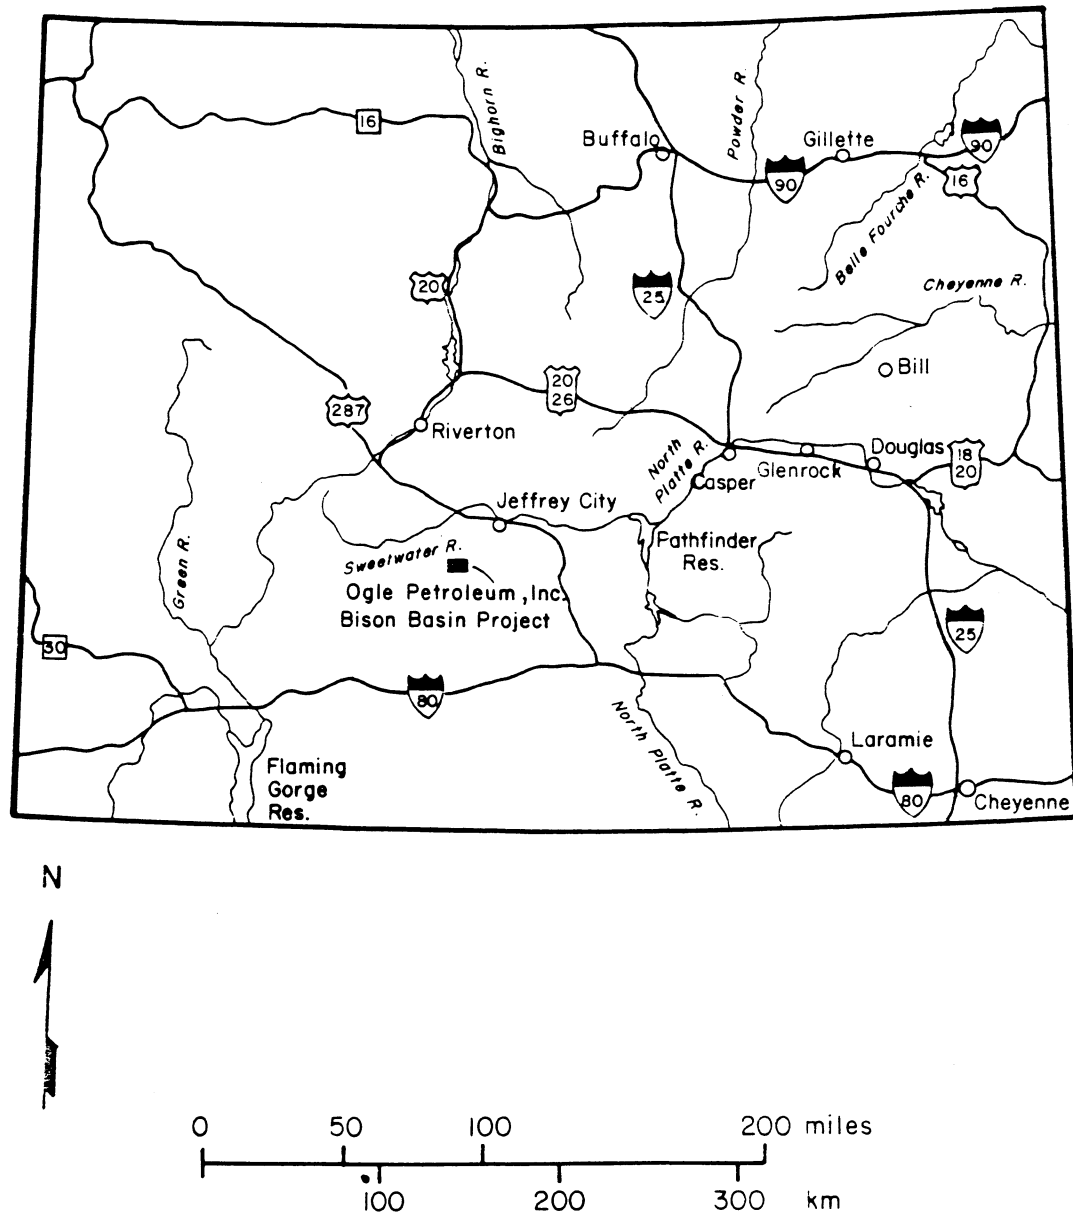 16
Bighorn R.
Powder R.
Buffalo
Gillette
90
90
16
Belle Fourche R.
20
25
Cheyenne R.
Bill
20
26
287
Riverton
North
Platte R.
Casper
Glenrock
Douglas
18
20
Jeffrey City
Sweetwater R.
Pathfinder
Res.
Green R.
Ogle Petroleum, Inc.
Bison Basin Project
30
25
80
North Platte R.
Laramie
Flaming
Gorge
Res.
80
Cheyenne
N
0 50 100 200 miles
100 200 300 km